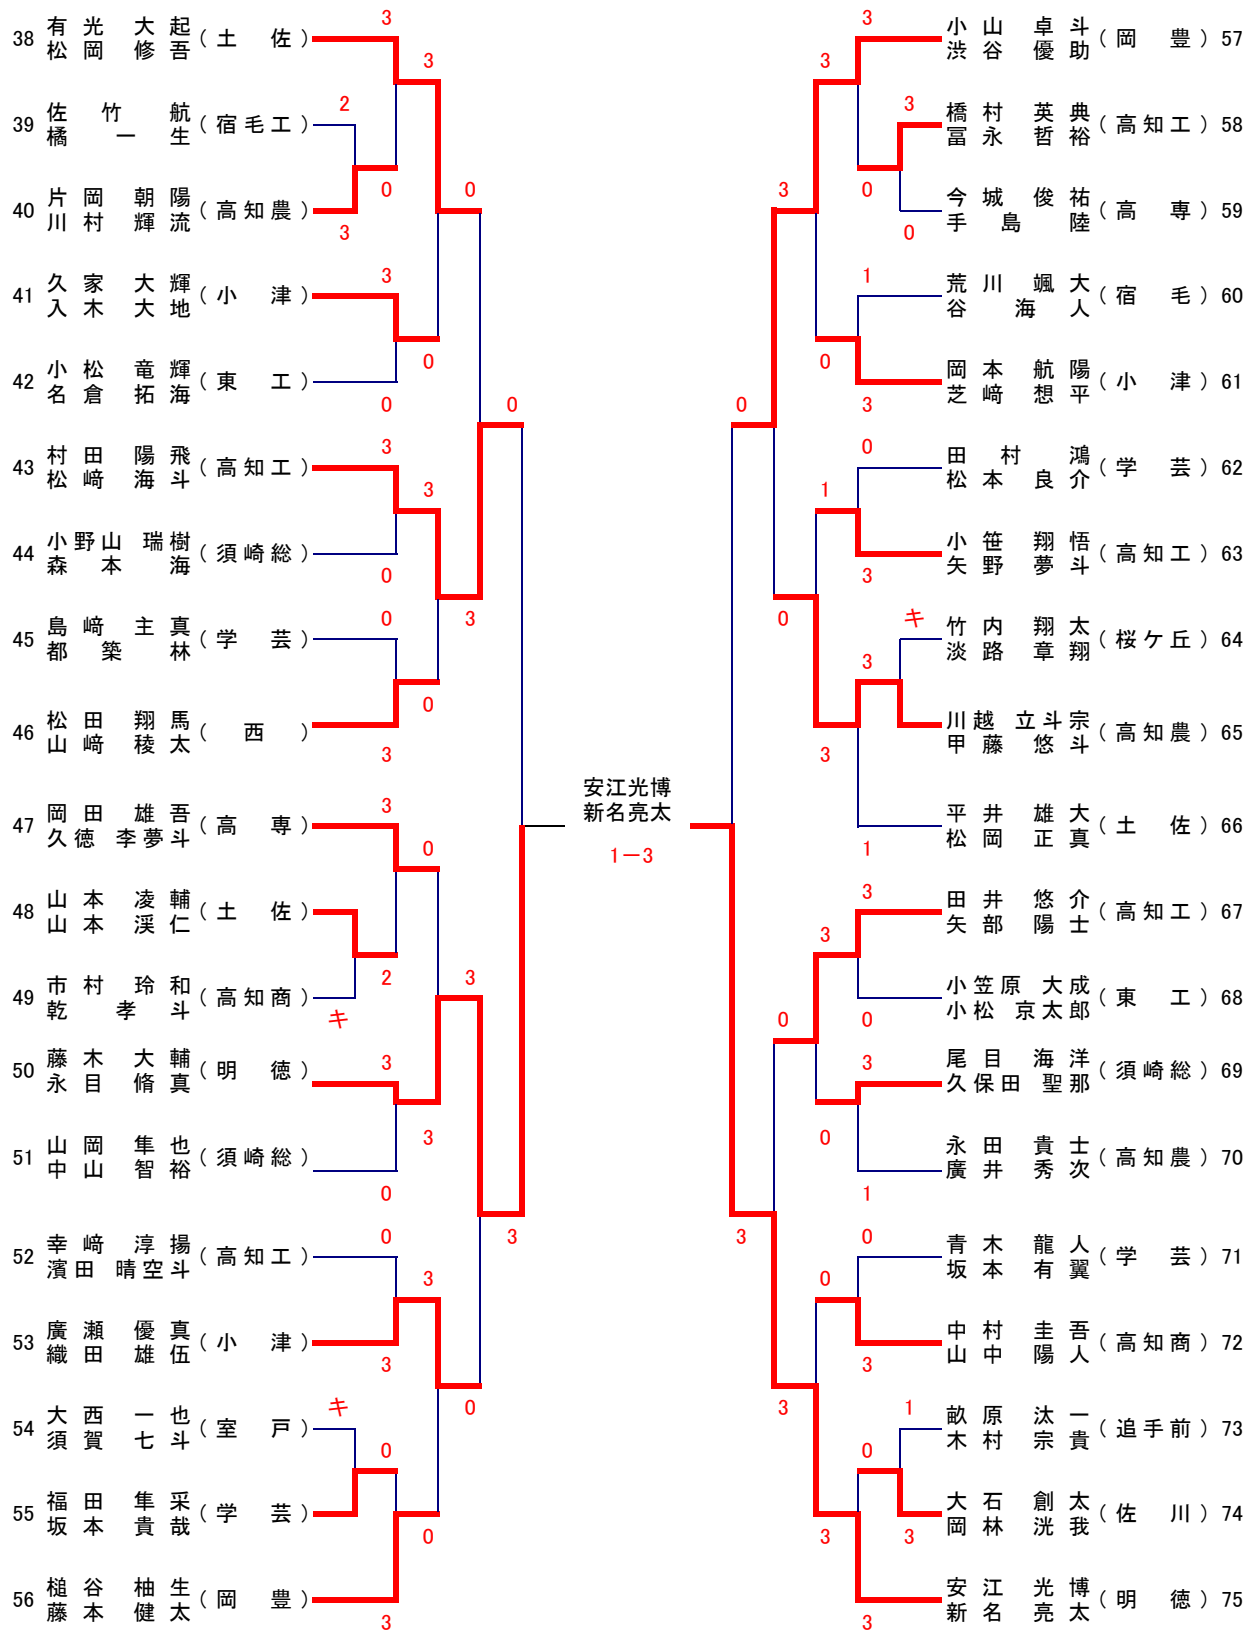 38 有光大起 松岡修吾 (土佐)
39 佐竹航 橘一生 (宿毛工)
40 片岡朝陽 川村輝流 (高知農)
41 久家大輝 入木大地 (小津)
42 小松竜輝 名倉拓海 (東工)
43 村田陽飛 松﨑海斗 (高知工)
44 小野山瑞樹 森本海 (須崎総)
45 島﨑主真 都築林 (学芸)
46 松田翔馬 山﨑稜太 (西)
47 岡田雄吾 久徳李夢斗 (高専)
48 山本凌輔 山本渓仁 (土佐)
49 市村玲和 乾孝斗 (高知商)
50 藤木大輔 永目脩真 (明徳)
51 山岡隼也 中山智裕 (須崎総)
52 幸﨑淳揚 濱田晴空斗 (高知工)
53 廣瀬優真 織田雄伍 (小津)
54 大西一也 須賀七斗 (室戸)
55 福田隼采 坂本貴哉 (学芸)
56 槌谷柚生 藤本健太 (岡豊)
3
3
2
0
3
0
3
0
0
0
3
3
0
3
0
0
3
3
0
2
キ
3
3
3
0
0
3
3
3
キ
0
0
0
3
安江光博
新名亮太
1－3
3
3
3
0
0
3
1
0
3
0
0
1
3
0
キ
3
3
1
3
3
0
0
3
0
1
3
0
0
3
3
1
0
3
3
3
小山卓斗 渋谷優助 (岡豊) 57
橋村英典 冨永哲裕 (高知工) 58
今城俊祐 手島陸 (高専) 59
荒川颯大 谷海人 (宿毛) 60
岡本航陽 芝﨑想平 (小津) 61
田村鴻 松本良介 (学芸) 62
小笹翔悟 矢野夢斗 (高知工) 63
竹内翔太 淡路章翔 (桜ケ丘) 64
川越立斗宗 甲藤悠斗 (高知農) 65
平井雄大 松岡正真 (土佐) 66
田井悠介 矢部陽士 (高知工) 67
小笠原大成 小松京太郎 (東工) 68
尾目海洋 久保田聖那 (須崎総) 69
永田貴士 廣井秀次 (高知農) 70
青木龍人 坂本有翼 (学芸) 71
中村圭吾 山中陽人 (高知商) 72
畝原汰一 木村宗貴 (追手前) 73
大石創太 岡林洸我 (佐川) 74
安江光博 新名亮太 (明徳) 75